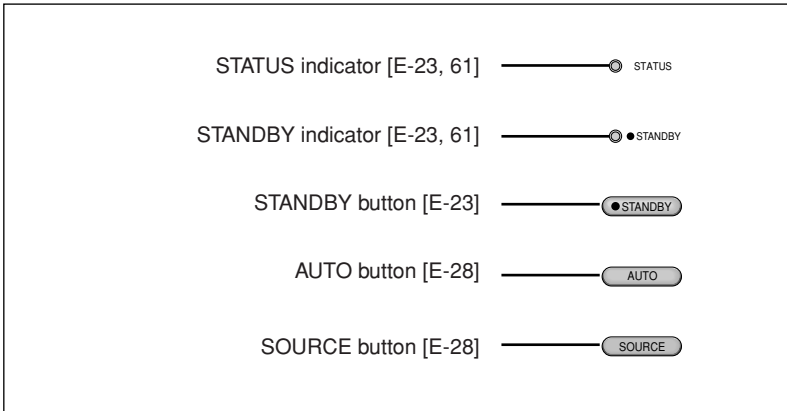 STATUS indicator [E-23, 61] STATUS
STANDBY indicator [E-23, 61] ●STANDBY
STANDBY button [E-23] ●STANDBY
AUTO button [E-28] AUTO
SOURCE button [E-28] SOURCE